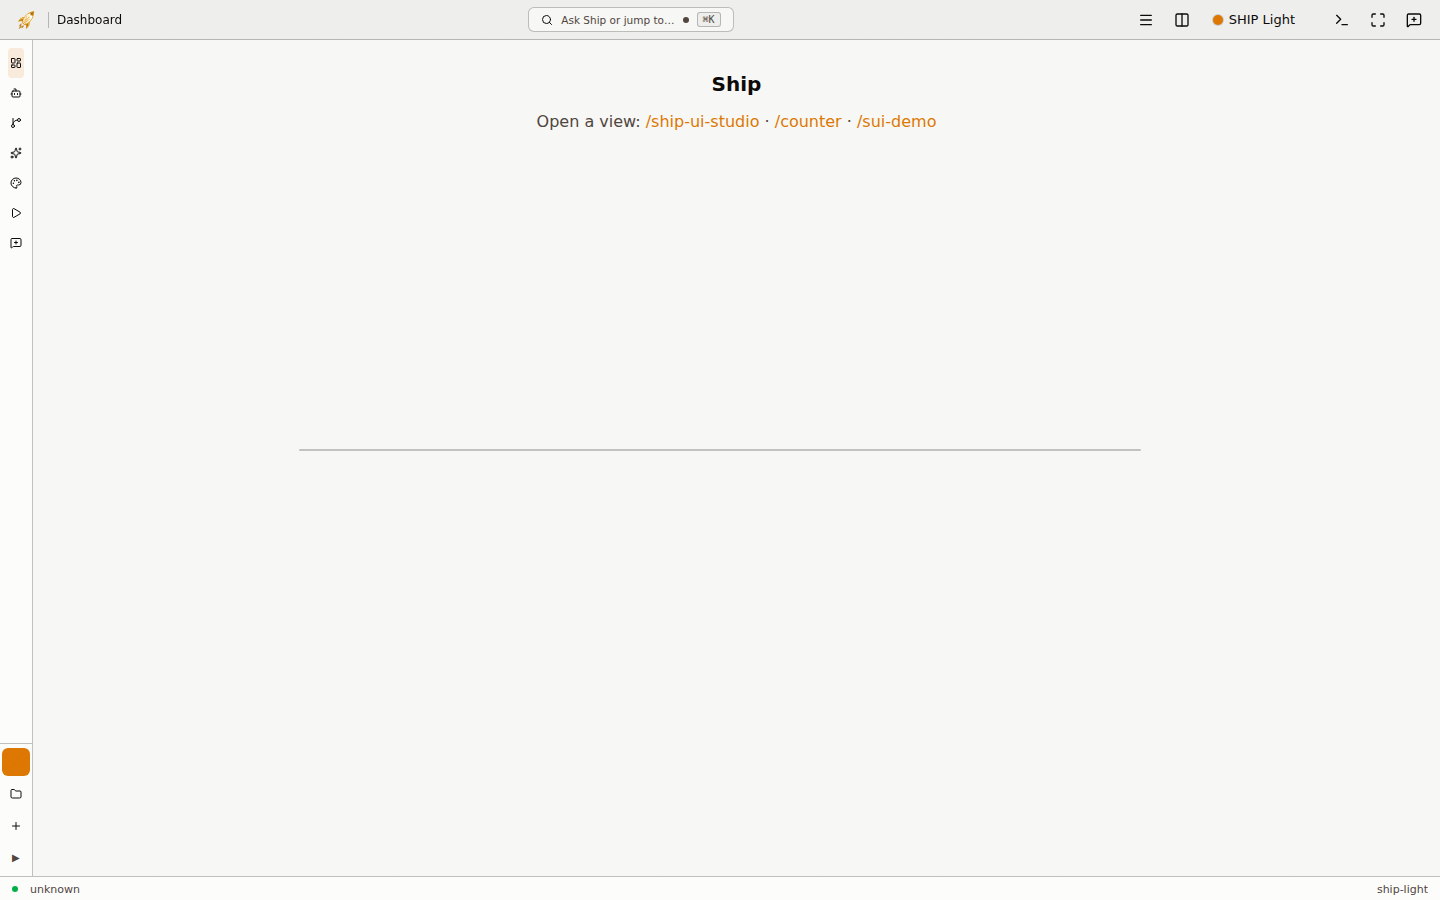 Dashboard
Ask Ship or jump to... ⌘K
SHIP Light
Ship
Open a view: /ship-ui-studio · /counter · /sui-demo
unknown
ship-light